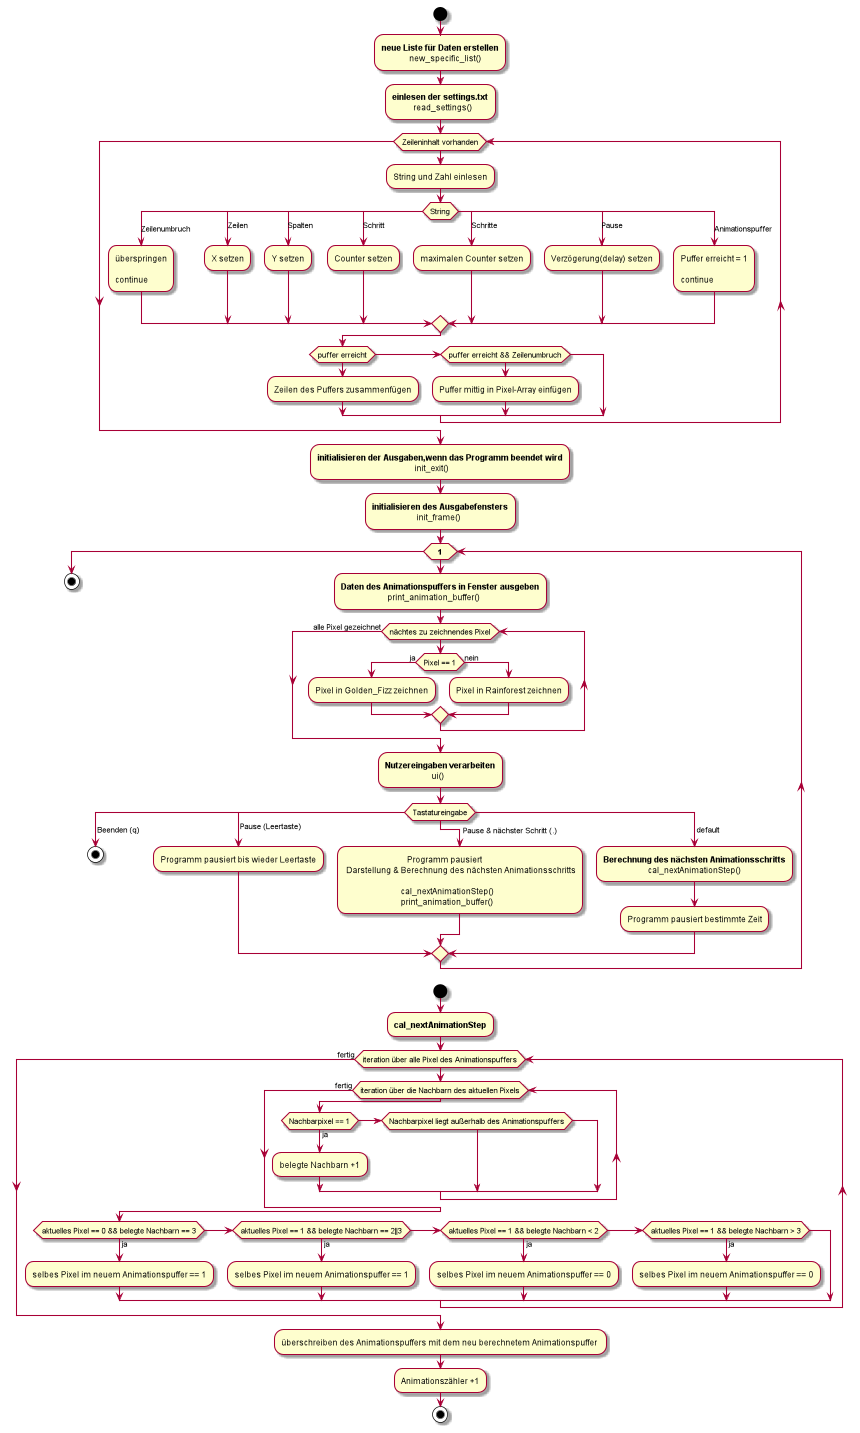 neue Liste für Daten erstellen
new_specific_list()
einlesen der settings.txt
read_settings()
Zeileninhalt vorhanden
String und Zahl einlesen
String
Zeilenumbruch
Zeilen
Spalten
Schritt
Schritte
Pause
Animationspuffer
überspringen
continue
X setzen
Y setzen
Counter setzen
maximalen Counter setzen
Verzögerung(delay) setzen
Puffer erreicht = 1
continue
puffer erreicht
puffer erreicht && Zeilenumbruch
Zeilen des Puffers zusammenfügen
Puffer mittig in Pixel-Array einfügen
initialisieren der Ausgaben,wenn das Programm beendet wird
init_exit()
initialisieren des Ausgabefensters
init_frame()
1
Daten des Animationspuffers in Fenster ausgeben
print_animation_buffer()
alle Pixel gezeichnet
nächtes zu zeichnendes Pixel
ja
Pixel == 1
nein
Pixel in Golden_Fizz zeichnen
Pixel in Rainforest zeichnen
Nutzereingaben verarbeiten
ui()
Tastatureingabe
Beenden (q)
Pause (Leertaste)
Pause & nächster Schritt (.)
default
Programm pausiert bis wieder Leertaste
Programm pausiert
Darstellung & Berechnung des nächsten Animationsschritts
cal_nextAnimationStep()
print_animation_buffer()
Berechnung des nächsten Animationsschritts
cal_nextAnimationStep()
Programm pausiert bestimmte Zeit
cal_nextAnimationStep
fertig
iteration über alle Pixel des Animationspuffers
fertig
iteration über die Nachbarn des aktuellen Pixels
Nachbarpixel == 1
Nachbarpixel liegt außerhalb des Animationspuffers
ja
belegte Nachbarn +1
aktuelles Pixel == 0 && belegte Nachbarn == 3
aktuelles Pixel == 1 && belegte Nachbarn == 2||3
aktuelles Pixel == 1 && belegte Nachbarn < 2
aktuelles Pixel == 1 && belegte Nachbarn > 3
ja
ja
ja
ja
selbes Pixel im neuem Animationspuffer == 1
selbes Pixel im neuem Animationspuffer == 1
selbes Pixel im neuem Animationspuffer == 0
selbes Pixel im neuem Animationspuffer == 0
überschreiben des Animationspuffers mit dem neu berechnetem Animationspuffer
Animationszähler +1